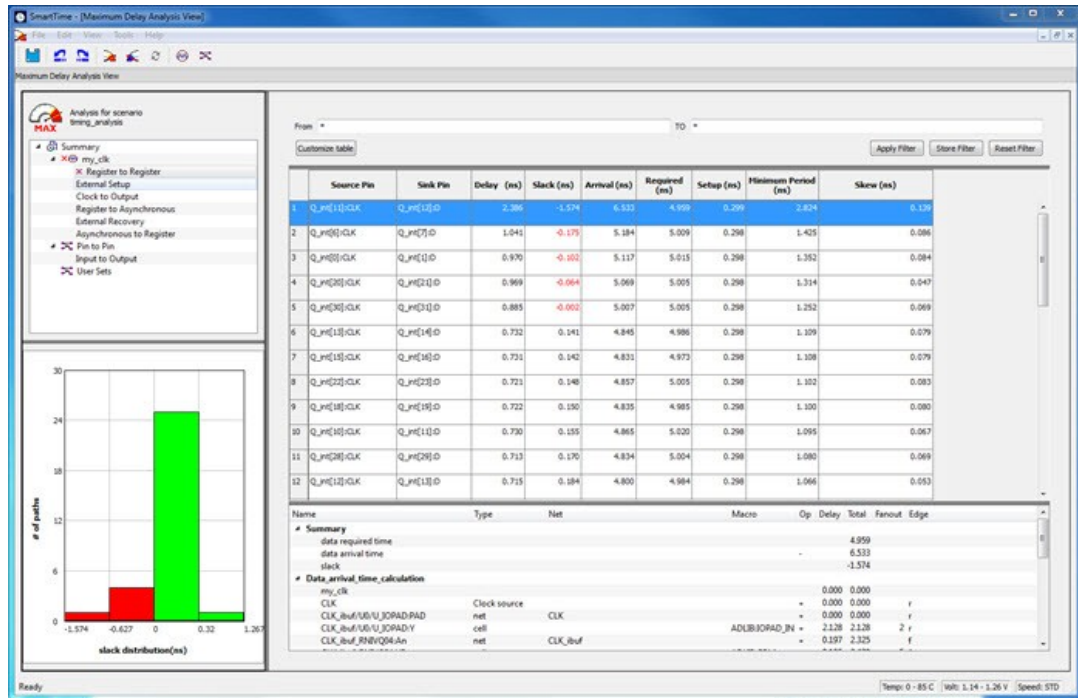 SmartTime - [Maximum Delay Analysis View]
File Edit View Tools Help
Maximum Delay Analysis View
Analysis for scenario
timing_analysis
MAX
Summary
my_clk
Register to Register
External Setup
Clock to Output
Register to Asynchronous
External Recovery
Asynchronous to Register
Pin to Pin
Input to Output
User Sets
From * TO *
Customize table Apply Filter Store Filter Reset Filter
Source Pin Sink Pin Delay (ns) Slack (ns) Arrival (ns) Required (ns) Setup (ns) Minimum Period (ns) Skew (ns)
1 Q_int[11]:CLK Q_int[12]:D 2.386 -1.574 6.533 4.959 0.299 2.824 0.139
2 Q_int[6]:CLK Q_int[7]:D 1.041 -0.175 5.184 5.009 0.298 1.425 0.086
3 Q_int[0]:CLK Q_int[1]:D 0.970 -0.102 5.117 5.015 0.298 1.352 0.084
4 Q_int[20]:CLK Q_int[21]:D 0.969 -0.064 5.069 5.005 0.298 1.314 0.047
5 Q_int[30]:CLK Q_int[31]:D 0.885 -0.002 5.007 5.005 0.298 1.252 0.069
6 Q_int[13]:CLK Q_int[14]:D 0.732 0.141 4.845 4.986 0.298 1.109 0.079
7 Q_int[15]:CLK Q_int[16]:D 0.731 0.142 4.831 4.973 0.298 1.108 0.079
8 Q_int[22]:CLK Q_int[23]:D 0.721 0.148 4.857 5.005 0.298 1.102 0.083
9 Q_int[18]:CLK Q_int[19]:D 0.722 0.150 4.835 4.985 0.298 1.100 0.080
10 Q_int[10]:CLK Q_int[11]:D 0.730 0.155 4.865 5.020 0.298 1.095 0.067
11 Q_int[28]:CLK Q_int[29]:D 0.713 0.170 4.834 5.004 0.298 1.080 0.069
12 Q_int[12]:CLK Q_int[13]:D 0.715 0.184 4.800 4.984 0.298 1.066 0.053
30
24
18
12
6
0
# of paths
-1.574 -0.627 0 0.32 1.267
slack distribution(ns)
Name Type Net Macro Op Delay Total Fanout Edge
Summary
data required time 4.959
data arrival time - 6.533
slack -1.574
Data_arrival_time_calculation
my_clk 0.000 0.000
CLK Clock source + 0.000 0.000 r
CLK_ibuf/U0/U_IOPAD:PAD net CLK + 0.000 0.000 r
CLK_ibuf/U0/U_IOPAD:Y cell ADLIB:IOPAD_IN + 2.128 2.128 2 r
CLK_ibuf_RNIVQ04:An net CLK_ibuf + 0.197 2.325 f
Ready Temp: 0 - 85 C Volt: 1.14 - 1.26 V Speed: STD